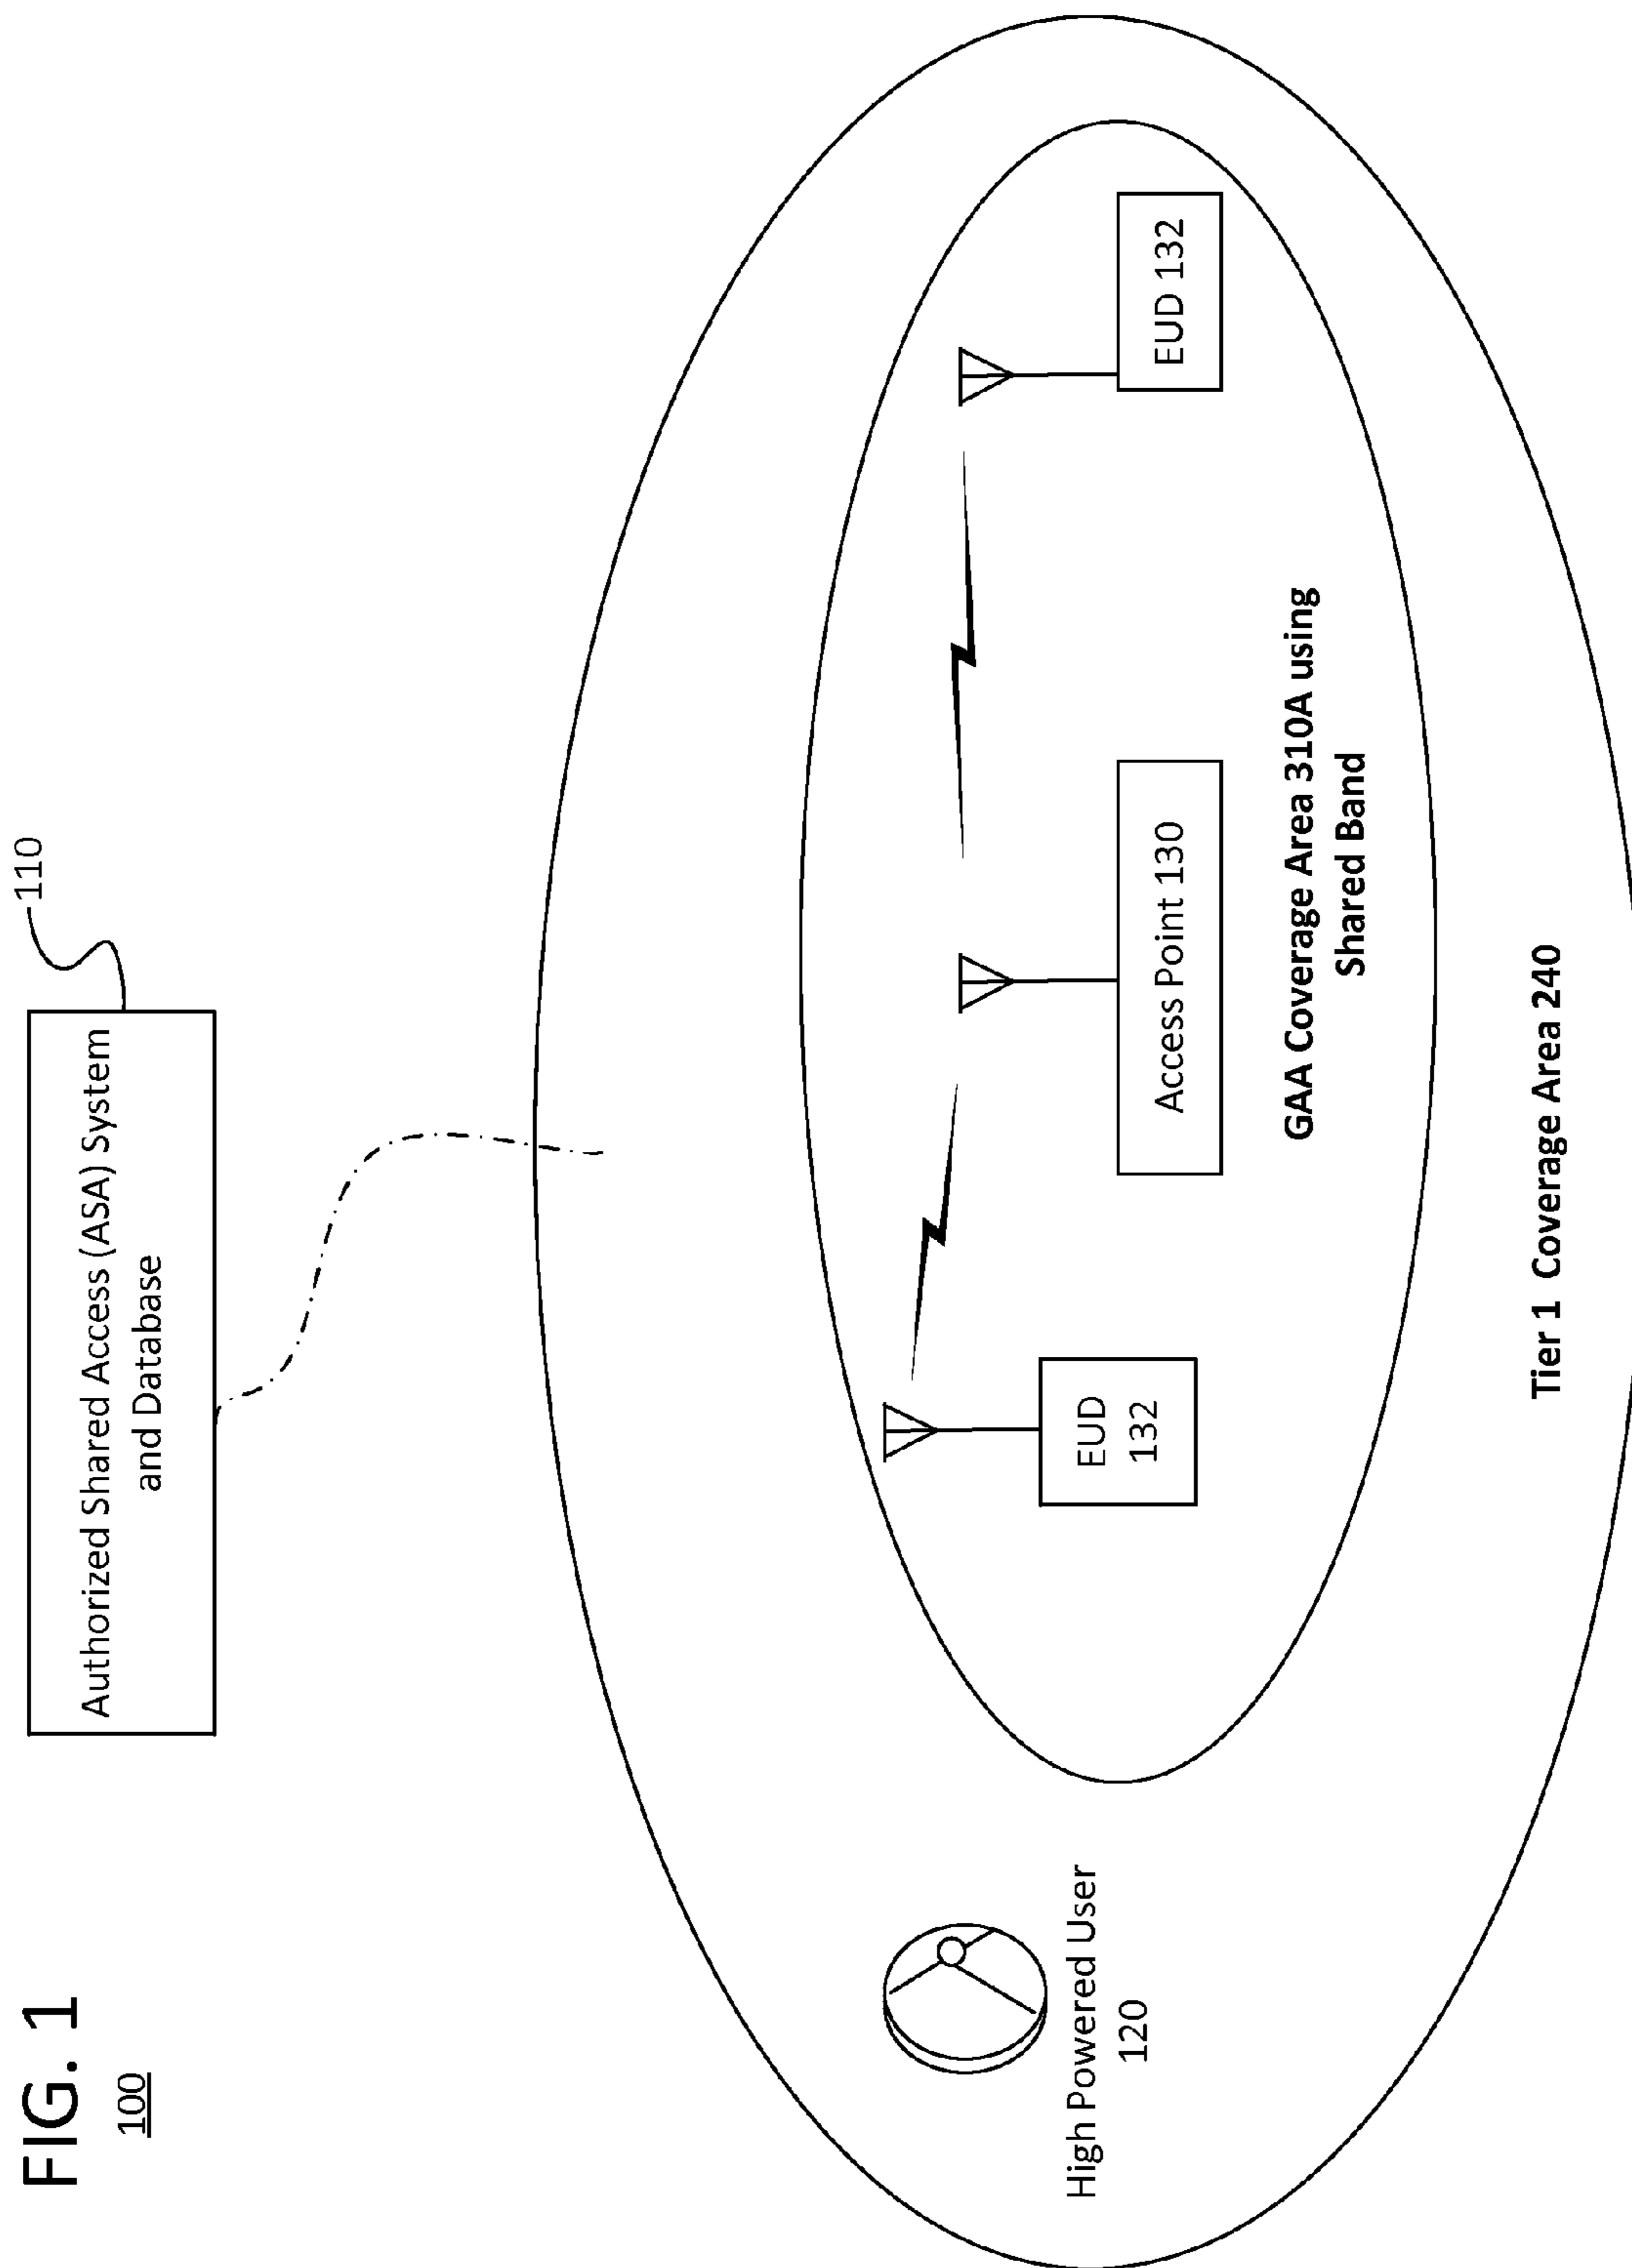 FIG. 1
100
110
Authorized Shared Access (ASA) System
and Database
High Powered User
120
EUD
132
Access Point 130
EUD 132
GAA Coverage Area 310A using
Shared Band
Tier 1 Coverage Area 240